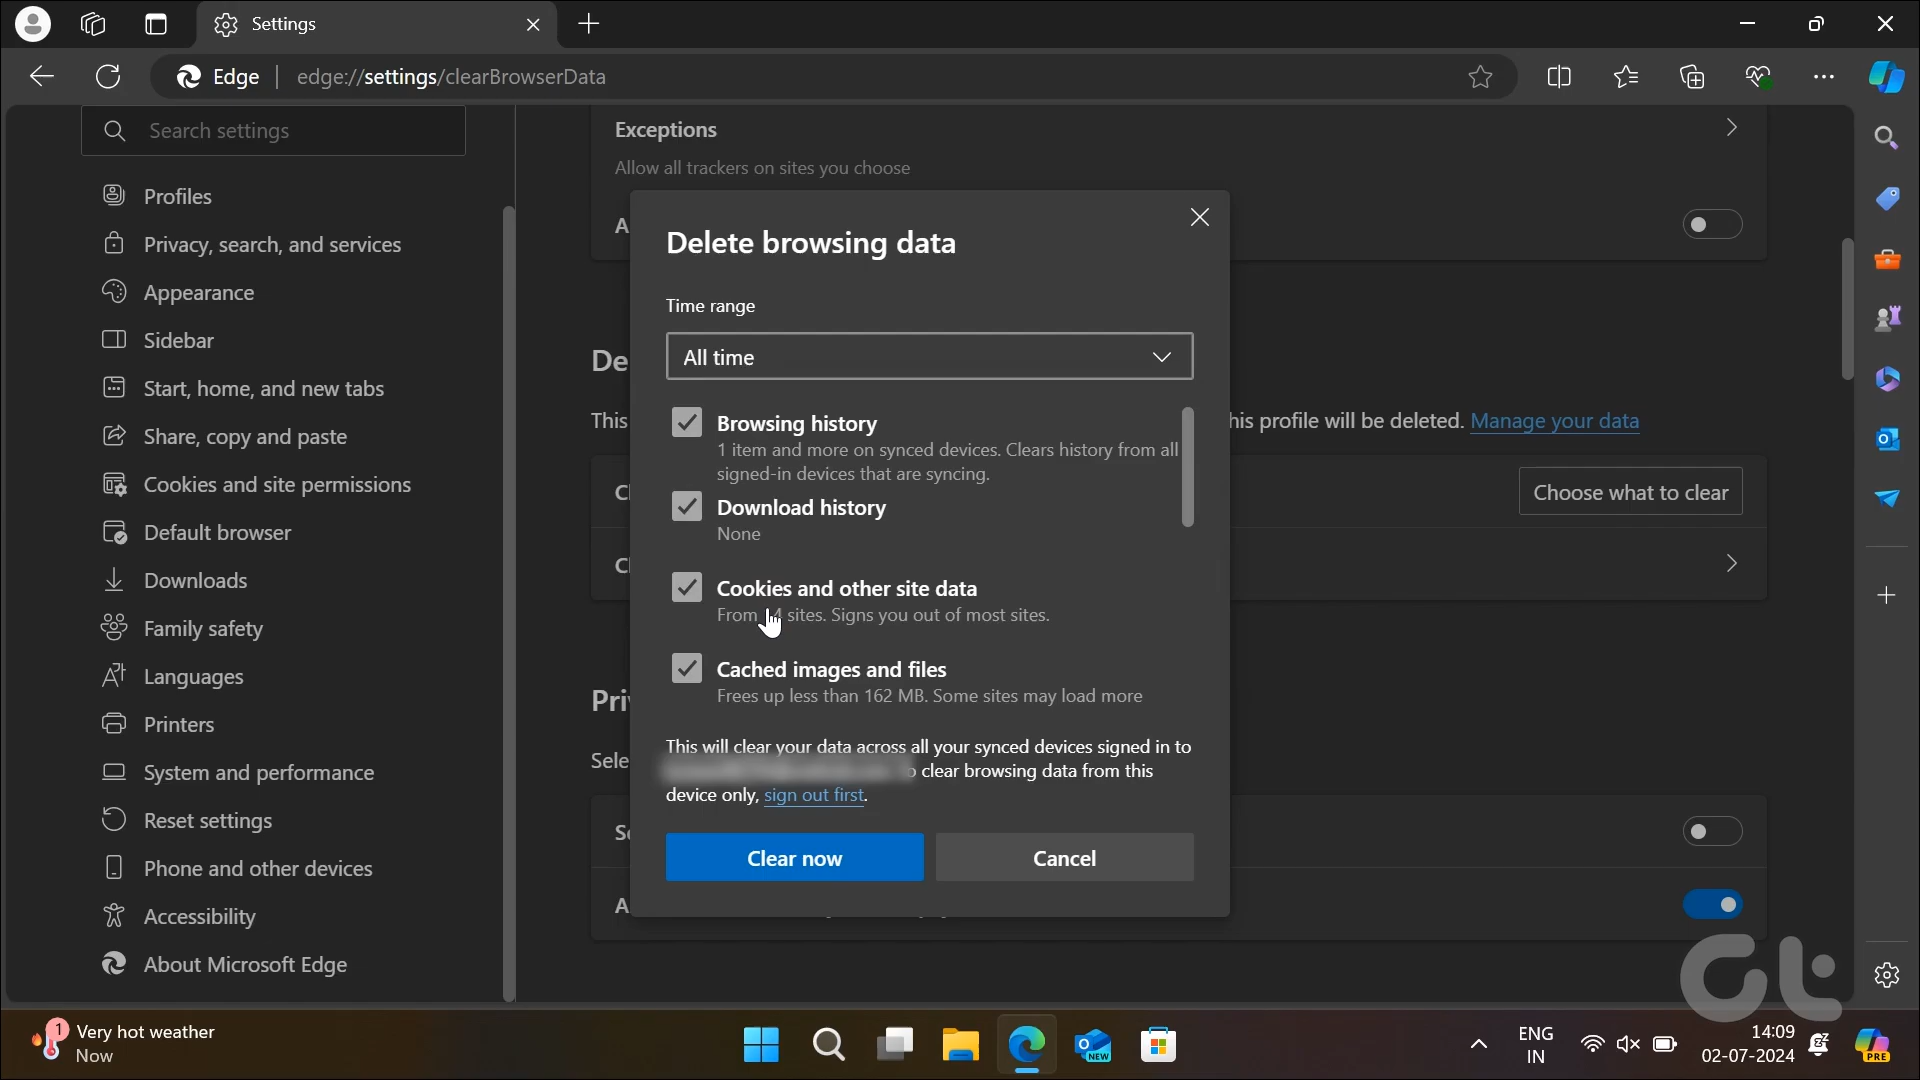 Settings
Edge
edge://settings/clearBrowserData
Search settings
Profiles
Privacy, search, and services
Appearance
Sidebar
Start, home, and new tabs
Share, copy and paste
Cookies and site permissions
Default browser
Downloads
Family safety
Languages
Printers
System and performance
Reset settings
Phone and other devices
Accessibility
About Microsoft Edge
Exceptions
Allow all trackers on sites you choose
This
his profile will be deleted. Manage your data
Choose what to clear
Delete browsing data
Time range
All time
Browsing history
1 item and more on synced devices. Clears history from all
signed-in devices that are syncing.
Download history
None
Cookies and other site data
From sites. Signs you out of most sites.
Cached images and files
Frees up less than 162 MB. Some sites may load more
This will clear your data across all your synced devices signed in to
clear browsing data from this
device only, sign out first.
Clear now
Cancel
1
Very hot weather
Now
NEW
ENG
IN
14:09
02-07-2024
PRE
Gt